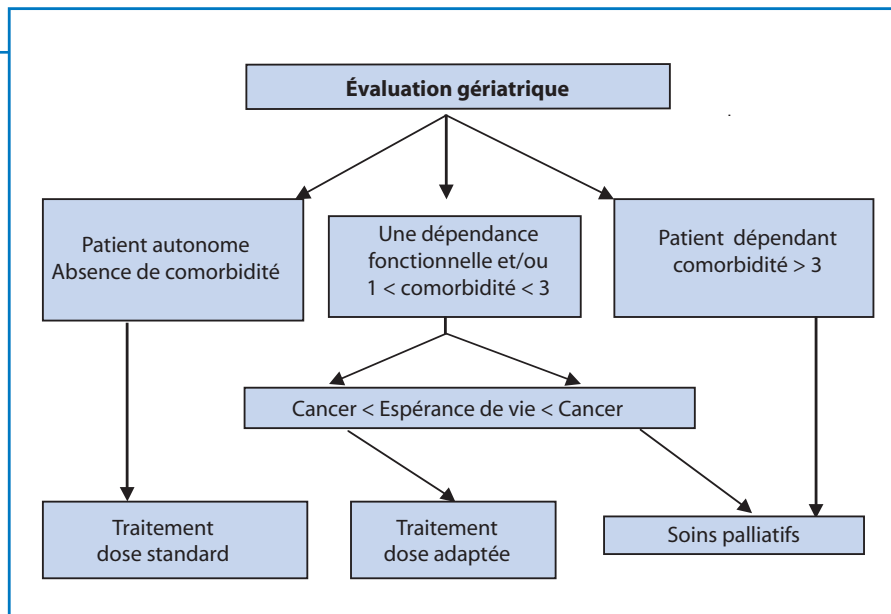 Évaluation gériatrique
Patient autonome
Absence de comorbidité
Une dépendance
fonctionnelle et/ou
1 < comorbidité < 3
Patient dépendant
comorbidité > 3
Cancer < Espérance de vie < Cancer
Traitement
dose standard
Traitement
dose adaptée
Soins palliatifs